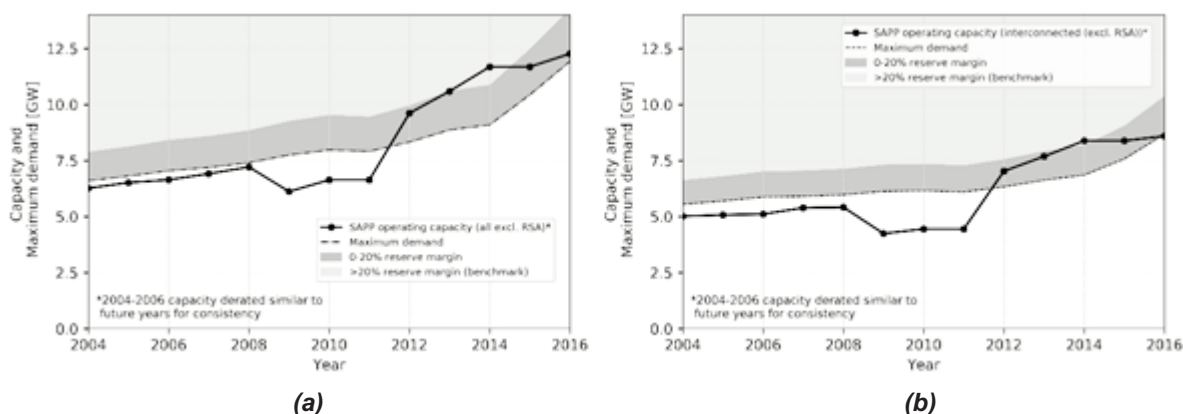 12.5
10.0
7.5
5.0
2.5
0.0
Capacity and
Maximum demand [GW]
SAPP operating capacity (all excl. RSA)*
Maximum demand
0-20% reserve margin
>20% reserve margin (benchmark)
*2004-2006 capacity derated similar to
future years for consistency
2004 2006 2008 2010 2012 2014 2016
Year
(a)
12.5
10.0
7.5
5.0
2.5
0.0
Capacity and
Maximum demand [GW]
SAPP operating capacity (interconnected (excl. RSA))*
Maximum demand
0-20% reserve margin
>20% reserve margin (benchmark)
*2004-2006 capacity derated similar to
future years for consistency
2004 2006 2008 2010 2012 2014 2016
Year
(b)